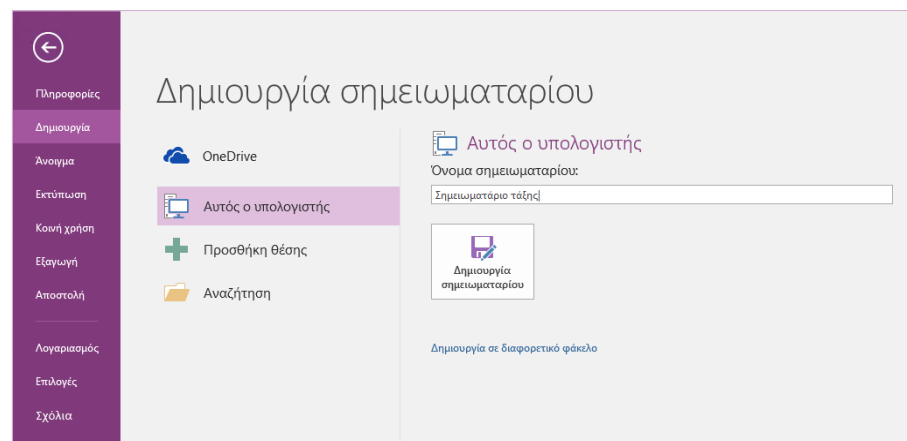 Πληροφορίες
Δημιουργία
Άνοιγμα
Εκτύπωση
Κοινή χρήση
Εξαγωγή
Αποστολή
Λογαριασμός
Επιλογές
Σχόλια
Δημιουργία σημειωματαρίου
OneDrive
Αυτός ο υπολογιστής
Προσθήκη θέσης
Αναζήτηση
Αυτός ο υπολογιστής
Όνομα σημειωματαρίου:
Σημειωματάριο τάξης
Δημιουργία
σημειωματαρίου
Δημιουργία σε διαφορετικό φάκελο